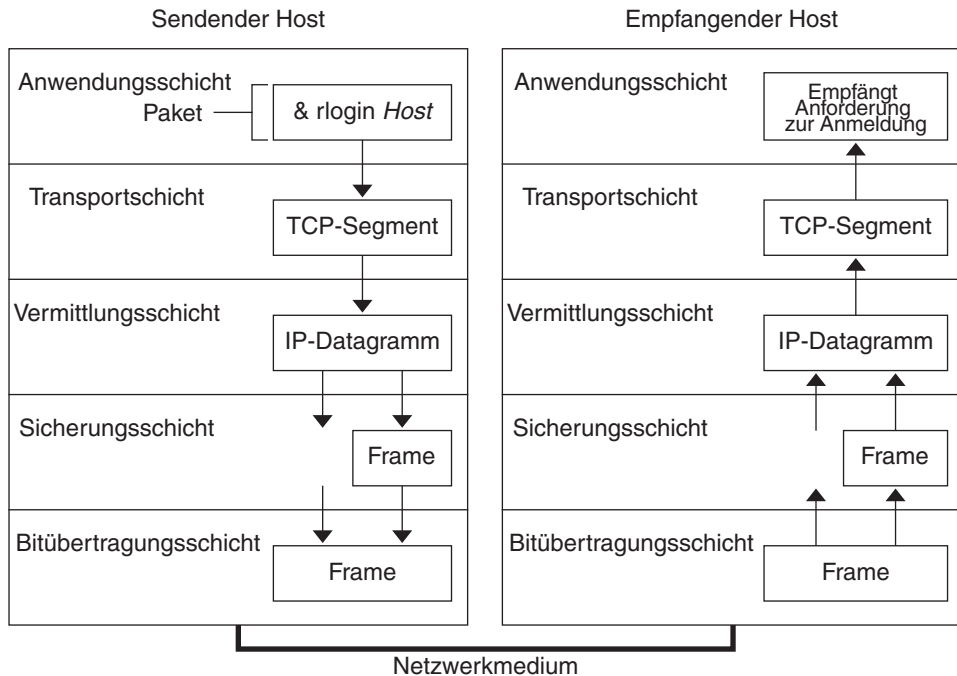 Sendender Host
Anwendungsschicht
Paket
& rlogin Host
Transportschicht
TCP-Segment
Vermittlungsschicht
IP-Datagramm
Sicherungsschicht
Frame
Bitübertragungsschicht
Frame
Empfangender Host
Anwendungsschicht
Empfängt
Anforderung
zur Anmeldung
Transportschicht
TCP-Segment
Vermittlungsschicht
IP-Datagramm
Sicherungsschicht
Frame
Bitübertragungsschicht
Frame
Netzwerkmedium